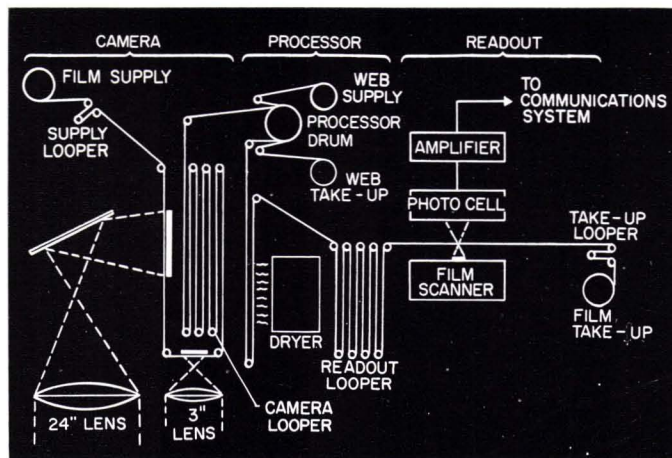 CAMERA
PROCESSOR
READOUT
FILM SUPPLY
SUPPLY
LOOPER
WEB
SUPPLY
PROCESSOR
DRUM
WEB
TAKE-UP
TO
COMMUNICATIONS
SYSTEM
AMPLIFIER
PHOTO CELL
FILM
SCANNER
TAKE-UP
LOOPER
FILM
TAKE-UP
DRYER
READOUT
LOOPER
CAMERA
LOOPER
24" LENS
3"
LENS